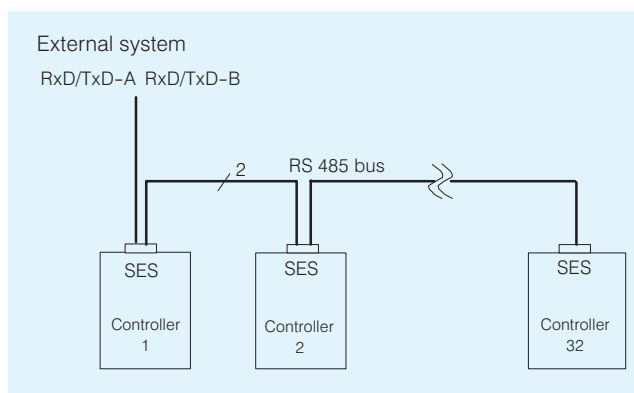 External system
RxD/TxD-A RxD/TxD-B
2
RS 485 bus
SES
SES
SES
Controller
1
Controller
2
Controller
32